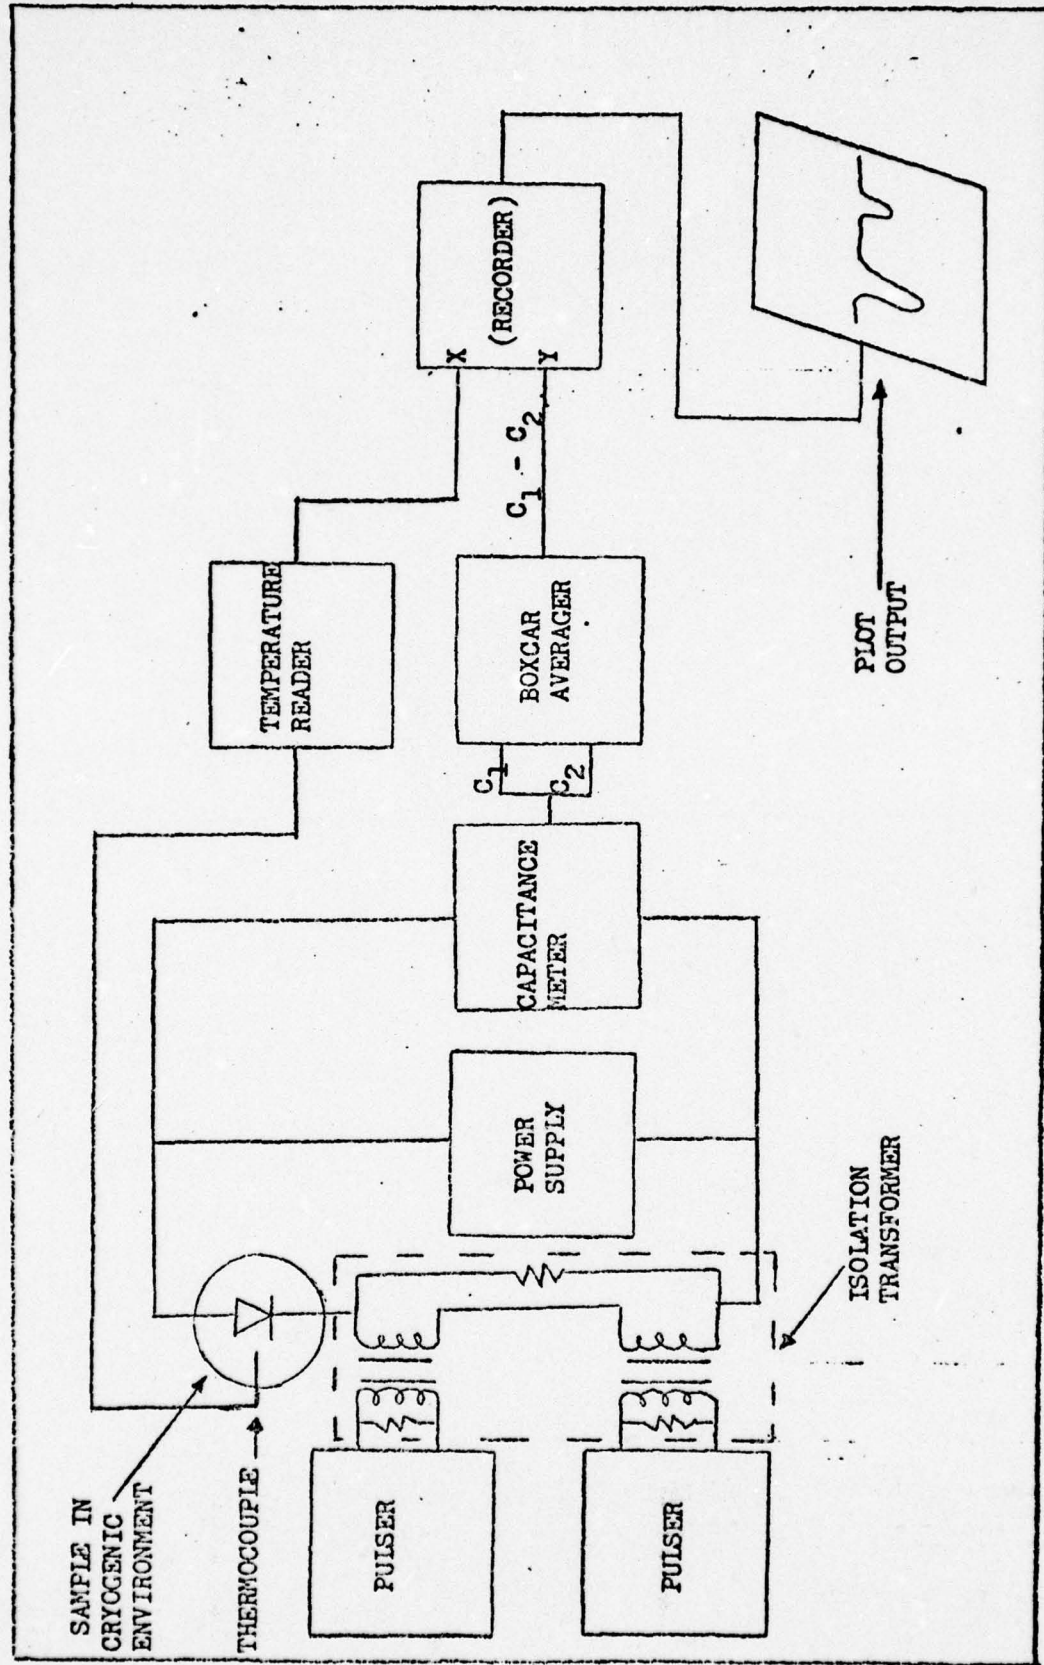 SAMPLE IN
CRYOGENIC
ENVIRONMENT
THERMOCOUPLE
PULSER
PULSER
ISOLATION
TRANSFORMER
POWER
SUPPLY
CAPACITANCE
METER
C1
C2
TEMPERATURE
READER
BOXCAR
AVERAGER
C1 - C2
X
Y
(RECORDER)
PLOT
OUTPUT